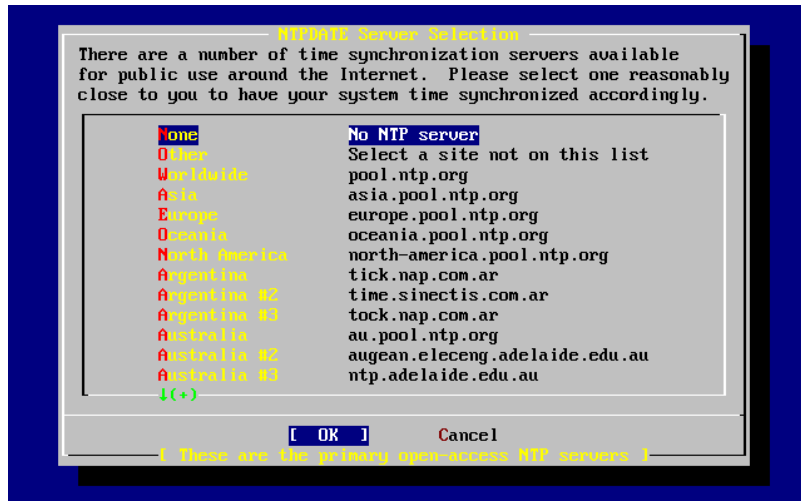 NTPDATE Server Selection
There are a number of time synchronization servers available
for public use around the Internet.  Please select one reasonably
close to you to have your system time synchronized accordingly.
None No NTP server
Other Select a site not on this list
Worldwide pool.ntp.org
Asia asia.pool.ntp.org
Europe europe.pool.ntp.org
Oceania oceania.pool.ntp.org
North America north-america.pool.ntp.org
Argentina tick.nap.com.ar
Argentina #2 time.sinectis.com.ar
Argentina #3 tock.nap.com.ar
Australia au.pool.ntp.org
Australia #2 augean.eleceng.adelaide.edu.au
Australia #3 ntp.adelaide.edu.au
↓(+)
[ OK ] Cancel
[ These are the primary open-access NTP servers ]